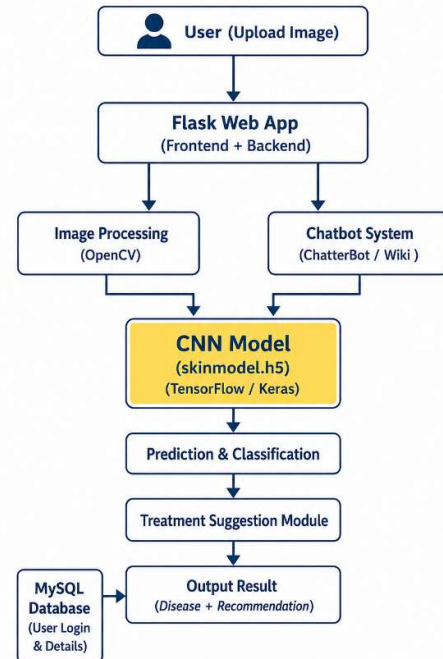 User (Upload Image)
Flask Web App
(Frontend + Backend)
Image Processing
(OpenCV)
Chatbot System
(ChatterBot / Wiki )
CNN Model
(skinmodel.h5)
(TensorFlow / Keras)
Prediction & Classification
Treatment Suggestion Module
MySQL
Database
(User Login
& Details)
Output Result
(Disease + Recommendation)